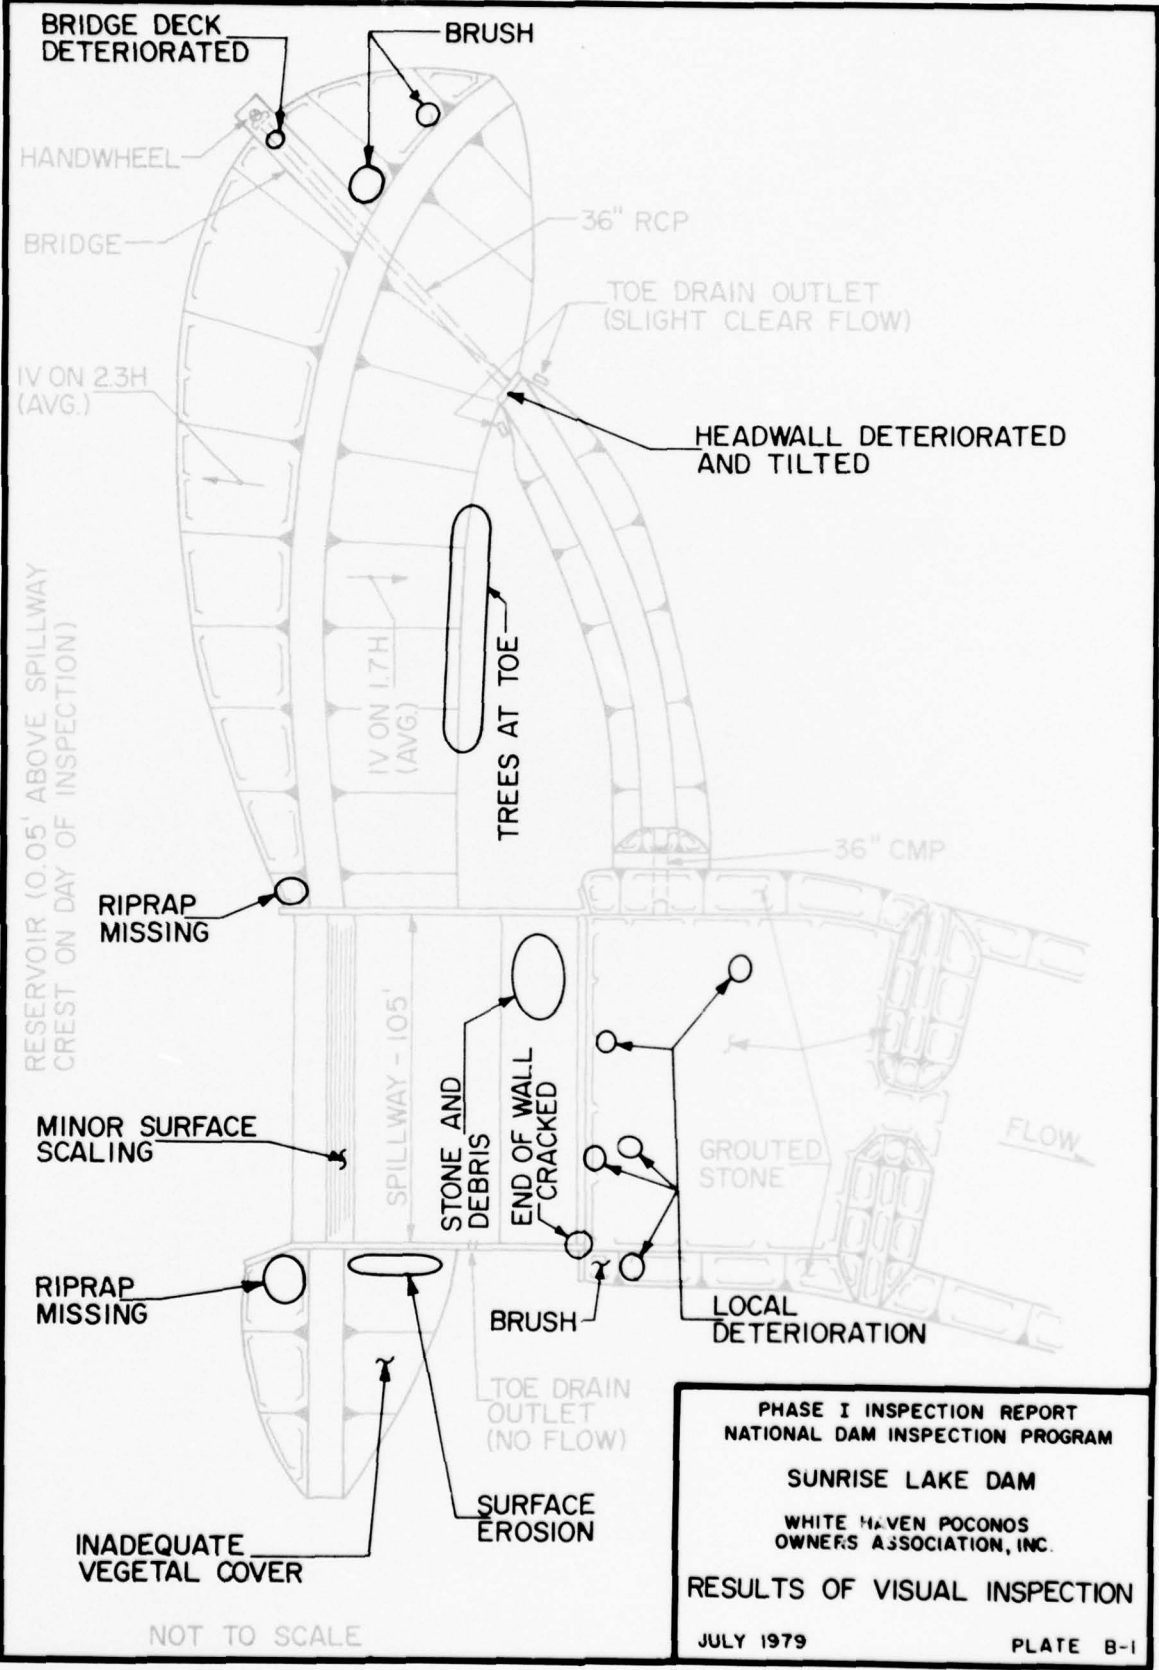 BRIDGE DECK
DETERIORATED
BRUSH
HANDWHEEL
BRIDGE
36" RCP
TOE DRAIN OUTLET
(SLIGHT CLEAR FLOW)
1V ON 2.3H
(AVG.)
HEADWALL DETERIORATED
AND TILTED
RESERVOIR (0.05' ABOVE SPILLWAY
CREST ON DAY OF INSPECTION)
1V ON 1.7H
(AVG.)
TREES AT TOE
36" CMP
RIPRAP
MISSING
SPILLWAY - 105'
STONE AND
DEBRIS
END OF WALL
CRACKED
MINOR SURFACE
SCALING
GROUTED
STONE
FLOW
RIPRAP
MISSING
BRUSH
LOCAL
DETERIORATION
TOE DRAIN
OUTLET
(NO FLOW)
SURFACE
EROSION
INADEQUATE
VEGETAL COVER
NOT TO SCALE
PHASE I INSPECTION REPORT
NATIONAL DAM INSPECTION PROGRAM
SUNRISE LAKE DAM
WHITE HAVEN POCONOS
OWNERS ASSOCIATION, INC.
RESULTS OF VISUAL INSPECTION
JULY 1979
PLATE B-1